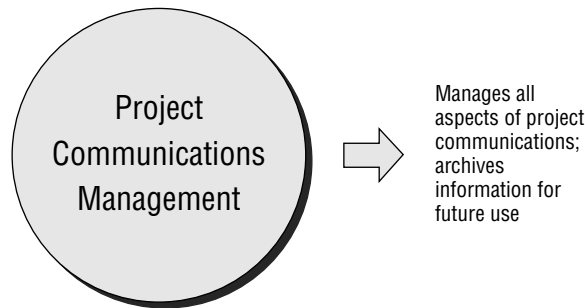 Project
Communications
Management
Manages all
aspects of project
communications;
archives
information for
future use